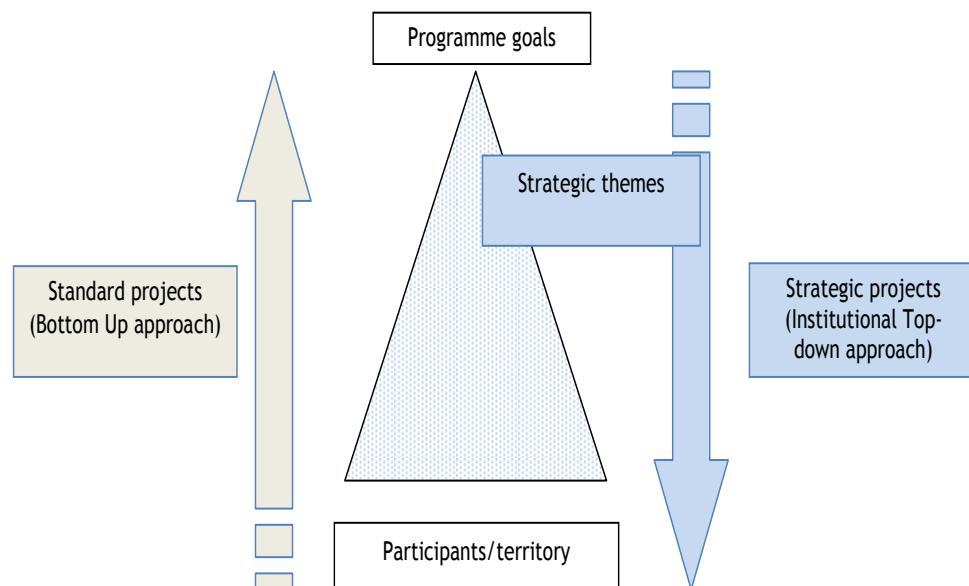 Programme goals
Strategic themes
Standard projects
(Bottom Up approach)
Strategic projects
(Institutional Top-
down approach)
Participants/territory